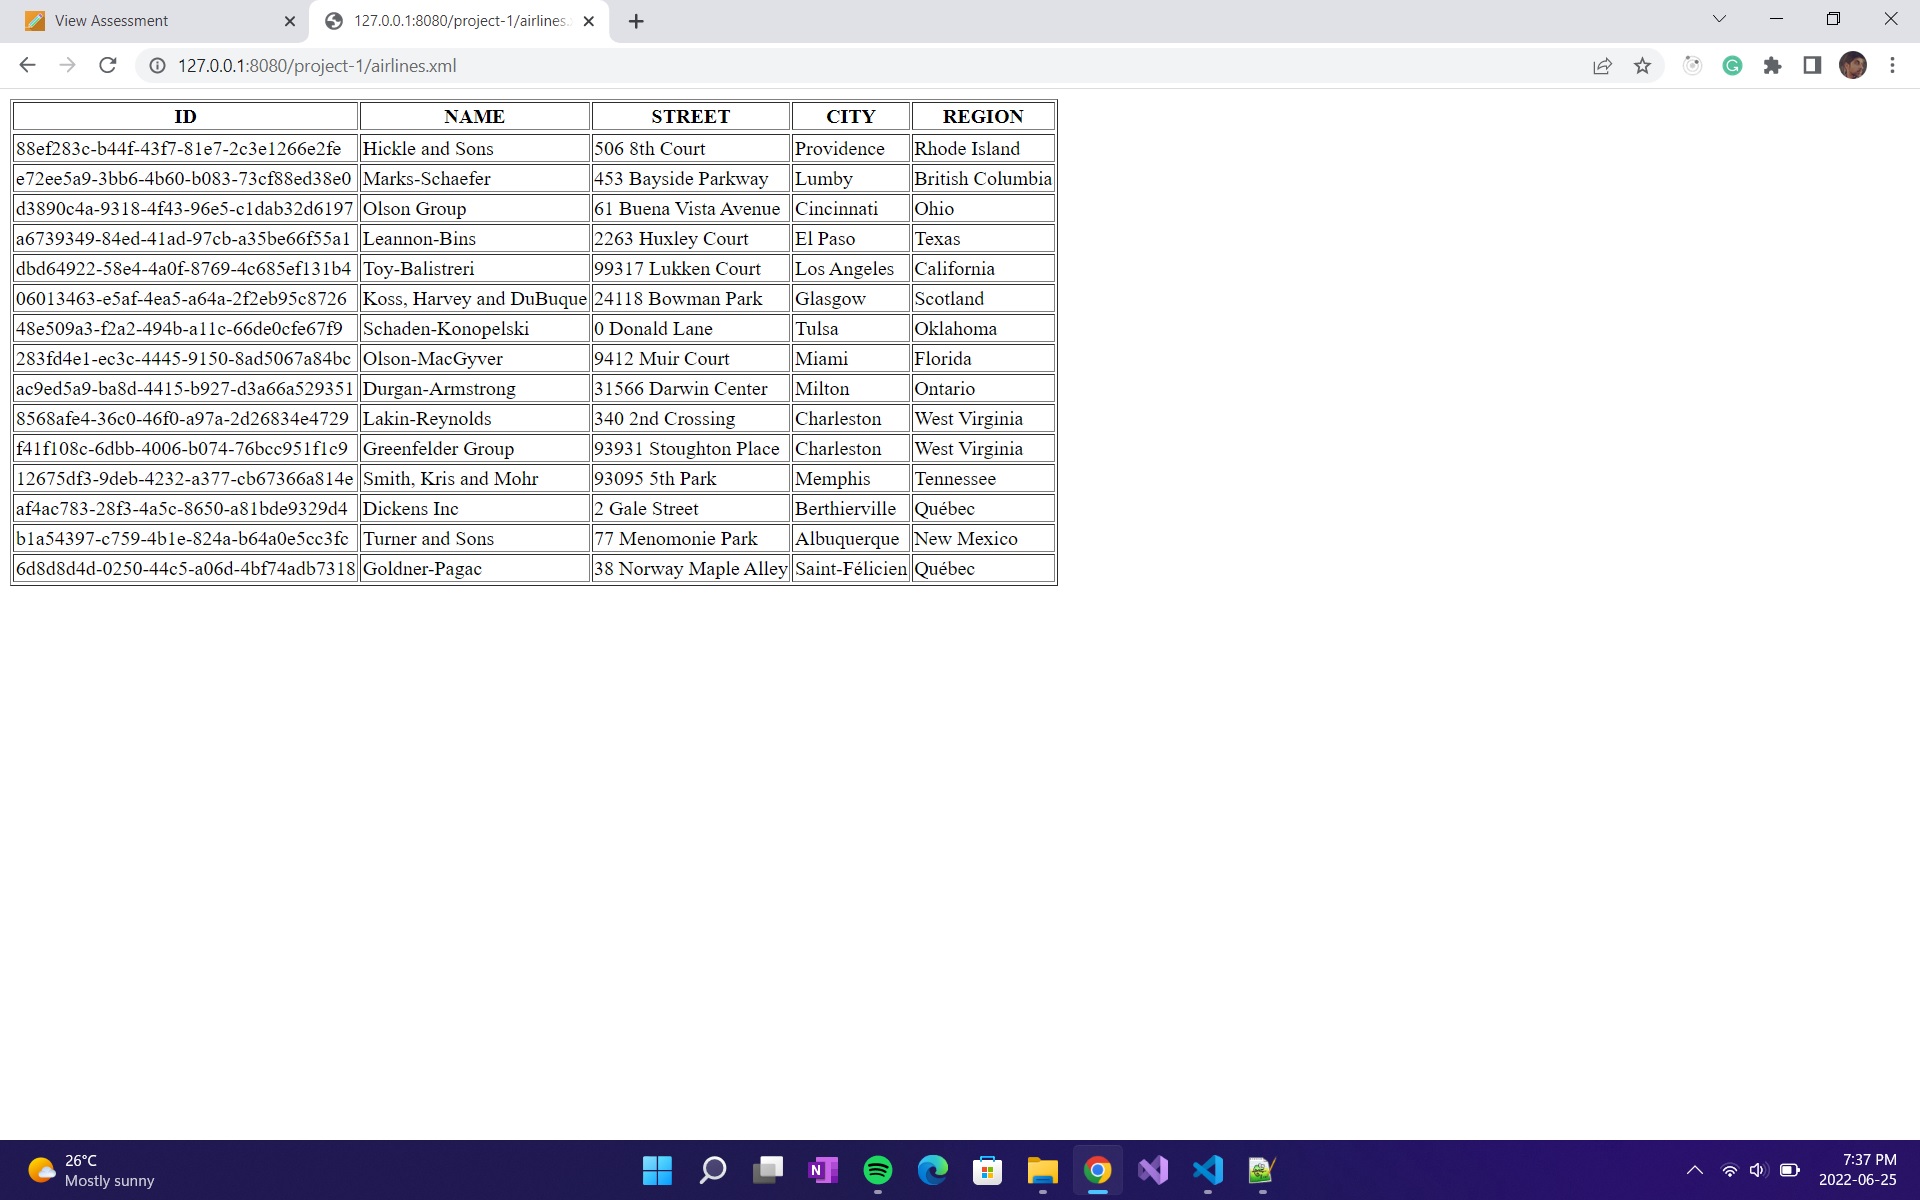 View Assessment
127.0.0.1:8080/project-1/airlines.
127.0.0.1:8080/project-1/airlines.xml
ID NAME STREET CITY REGION
88ef283c-b44f-43f7-81e7-2c3e1266e2fe Hickle and Sons 506 8th Court Providence Rhode Island
e72ee5a9-3bb6-4b60-b083-73cf88ed38e0 Marks-Schaefer 453 Bayside Parkway Lumby British Columbia
d3890c4a-9318-4f43-96e5-c1dab32d6197 Olson Group 61 Buena Vista Avenue Cincinnati Ohio
a6739349-84ed-41ad-97cb-a35be66f55a1 Leannon-Bins 2263 Huxley Court El Paso Texas
dbd64922-58e4-4a0f-8769-4c685ef131b4 Toy-Balistreri 99317 Lukken Court Los Angeles California
06013463-e5af-4ea5-a64a-2f2eb95c8726 Koss, Harvey and DuBuque 24118 Bowman Park Glasgow Scotland
48e509a3-f2a2-494b-a11c-66de0cfe67f9 Schaden-Konopelski 0 Donald Lane Tulsa Oklahoma
283fd4e1-ec3c-4445-9150-8ad5067a84bc Olson-MacGyver 9412 Muir Court Miami Florida
ac9ed5a9-ba8d-4415-b927-d3a66a529351 Durgan-Armstrong 31566 Darwin Center Milton Ontario
8568afe4-36c0-46f0-a97a-2d26834e4729 Lakin-Reynolds 340 2nd Crossing Charleston West Virginia
f41f108c-6dbb-4006-b074-76bcc951f1c9 Greenfelder Group 93931 Stoughton Place Charleston West Virginia
12675df3-9deb-4232-a377-cb67366a814e Smith, Kris and Mohr 93095 5th Park Memphis Tennessee
af4ac783-28f3-4a5c-8650-a81bde9329d4 Dickens Inc 2 Gale Street Berthierville Québec
b1a54397-c759-4b1e-824a-b64a0e5cc3fc Turner and Sons 77 Menomonie Park Albuquerque New Mexico
6d8d8d4d-0250-44c5-a06d-4bf74adb7318 Goldner-Pagac 38 Norway Maple Alley Saint-Félicien Québec
26°C
Mostly sunny
7:37 PM
2022-06-25